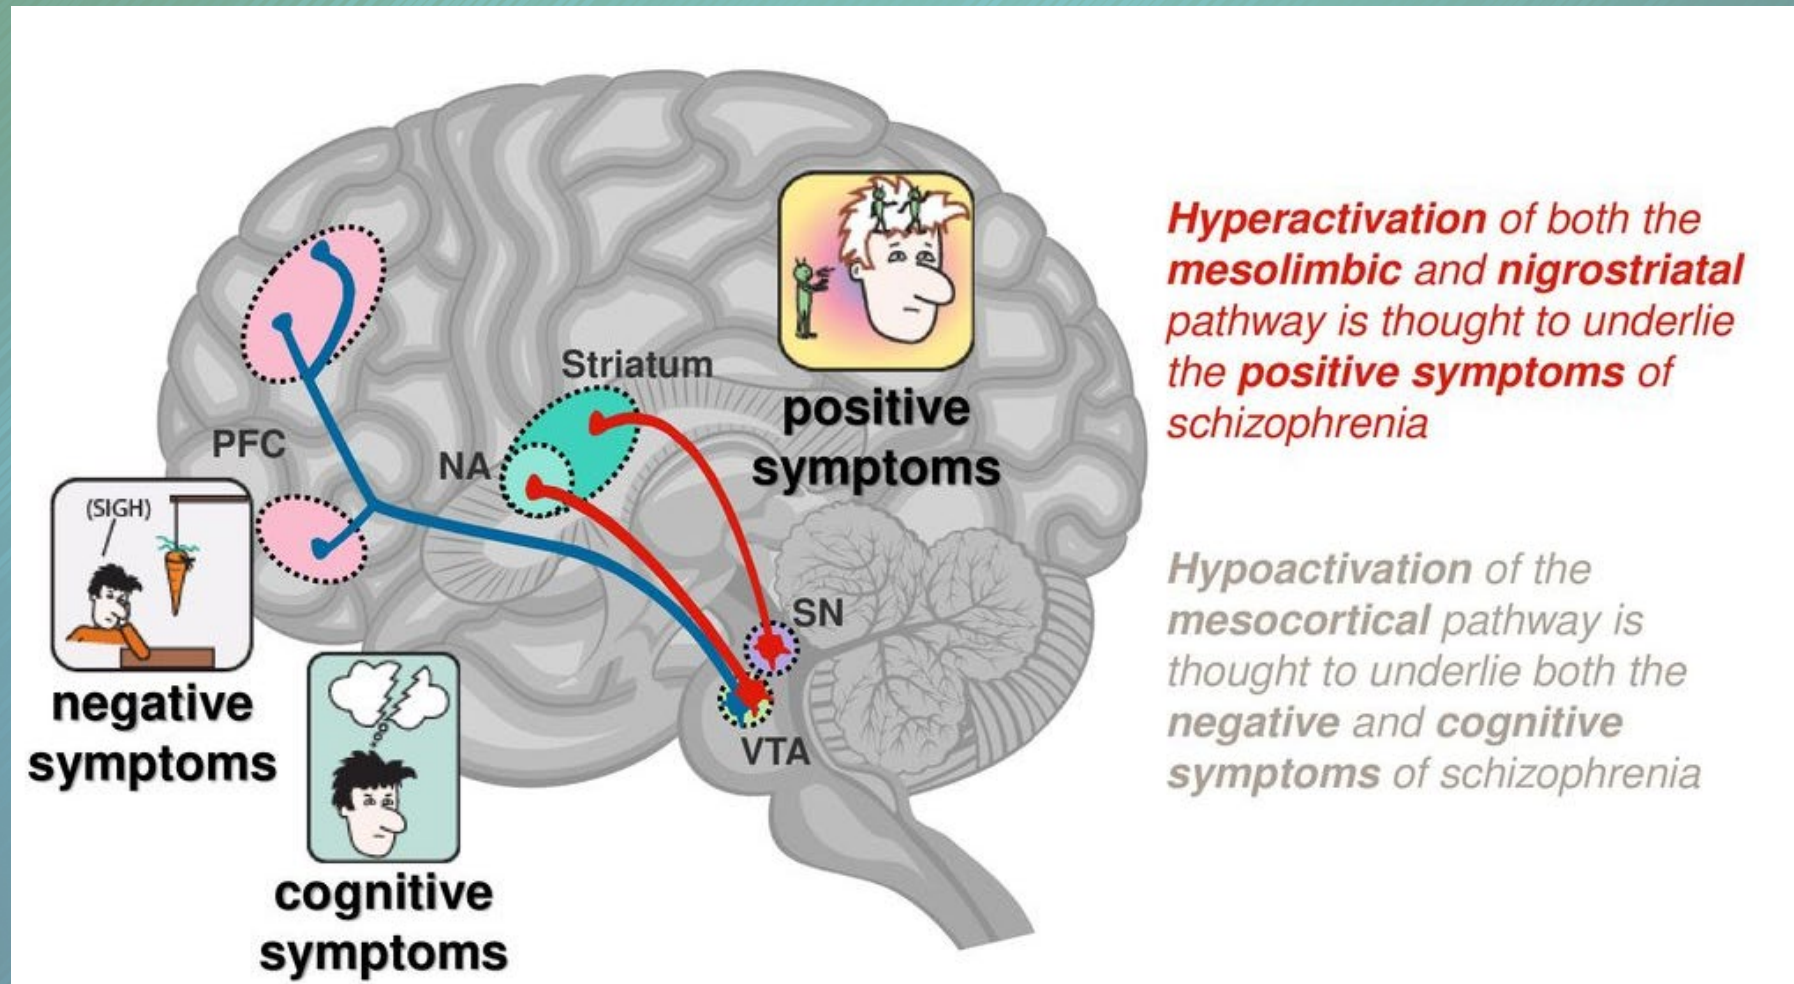 Striatum
PFC
NA
SN
VTA
(SIGH)
positive
symptoms
negative
symptoms
cognitive
symptoms
Hyperactivation of both the
mesolimbic and nigrostriatal
pathway is thought to underlie
the positive symptoms of
schizophrenia
Hypoactivation of the
mesocortical pathway is
thought to underlie both the
negative and cognitive
symptoms of schizophrenia